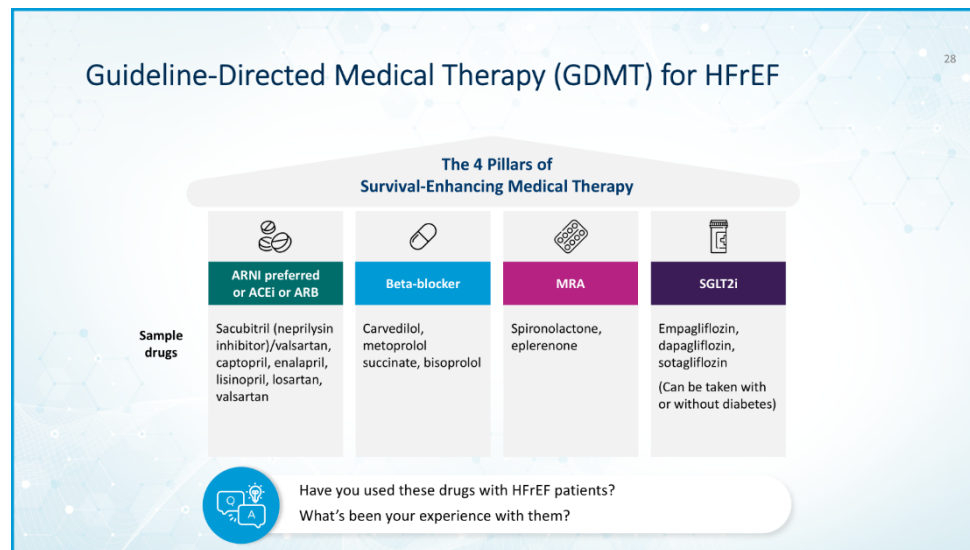 28
Guideline-Directed Medical Therapy (GDMT) for HFrEF
The 4 Pillars of
Survival-Enhancing Medical Therapy
ARNI preferred
or ACEi or ARB
Beta-blocker
MRA
SGLT2i
Sample
drugs
Sacubitril (neprilysin
inhibitor)/valsartan,
captopril, enalapril,
lisinopril, losartan,
valsartan
Carvedilol,
metoprolol
succinate, bisoprolol
Spironolactone,
eplerenone
Empagliflozin,
dapagliflozin,
sotagliflozin
(Can be taken with
or without diabetes)
Q
A
Have you used these drugs with HFrEF patients?
What's been your experience with them?